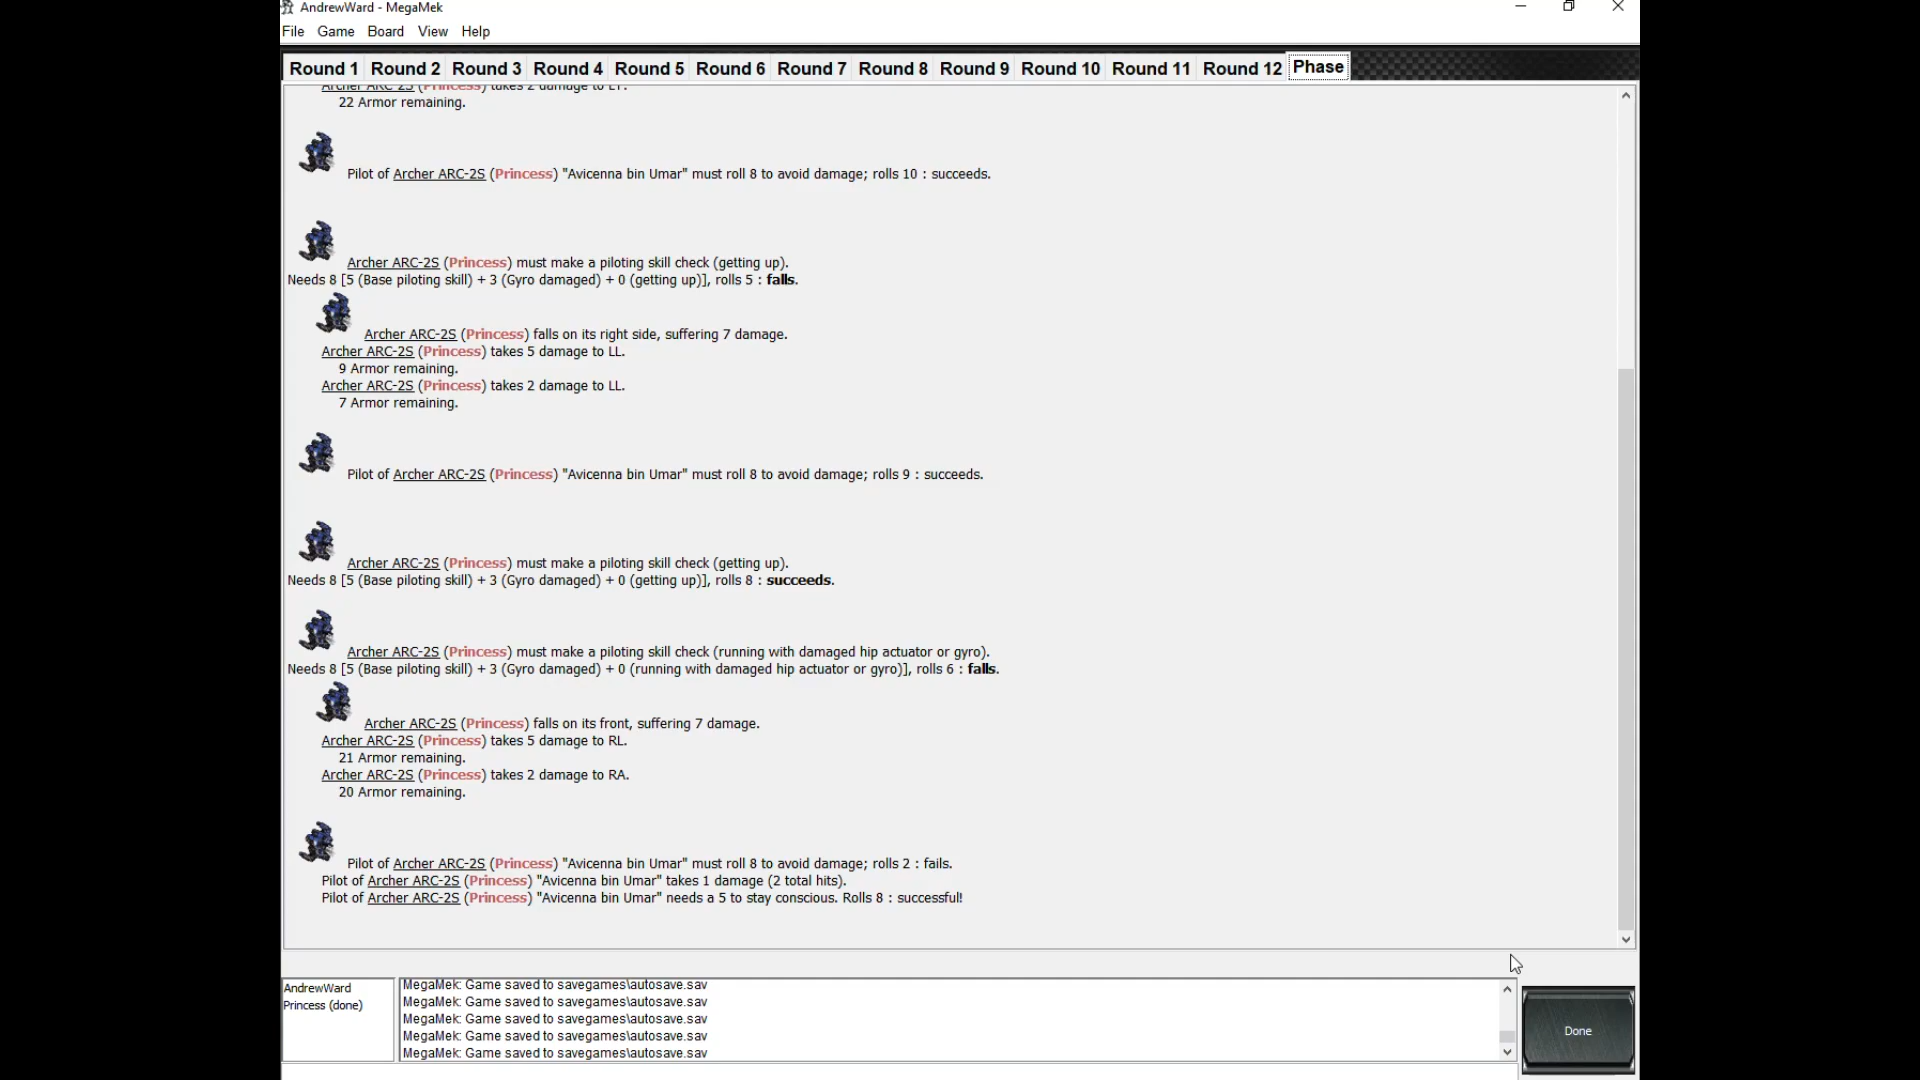 AndrewWard - MegaMek
File Game Board View Help
Round 1 Round 2 Round 3 Round 4 Round 5 Round 6 Round 7 Round 8 Round 9 Round 10 Round 11 Round 12 Phase
Archer ARC-2S (Princess) takes 2 damage to LT.
22 Armor remaining.
Pilot of Archer ARC-2S (Princess) "Avicenna bin Umar" must roll 8 to avoid damage; rolls 10 : succeeds.
Archer ARC-2S (Princess) must make a piloting skill check (getting up).
Needs 8 [5 (Base piloting skill) + 3 (Gyro damaged) + 0 (getting up)], rolls 5 : falls.
Archer ARC-2S (Princess) falls on its right side, suffering 7 damage.
Archer ARC-2S (Princess) takes 5 damage to LL.
9 Armor remaining.
Archer ARC-2S (Princess) takes 2 damage to LL.
7 Armor remaining.
Pilot of Archer ARC-2S (Princess) "Avicenna bin Umar" must roll 8 to avoid damage; rolls 9 : succeeds.
Archer ARC-2S (Princess) must make a piloting skill check (getting up).
Needs 8 [5 (Base piloting skill) + 3 (Gyro damaged) + 0 (getting up)], rolls 8 : succeeds.
Archer ARC-2S (Princess) must make a piloting skill check (running with damaged hip actuator or gyro).
Needs 8 [5 (Base piloting skill) + 3 (Gyro damaged) + 0 (running with damaged hip actuator or gyro)], rolls 6 : falls.
Archer ARC-2S (Princess) falls on its front, suffering 7 damage.
Archer ARC-2S (Princess) takes 5 damage to RL.
21 Armor remaining.
Archer ARC-2S (Princess) takes 2 damage to RA.
20 Armor remaining.
Pilot of Archer ARC-2S (Princess) "Avicenna bin Umar" must roll 8 to avoid damage; rolls 2 : fails.
Pilot of Archer ARC-2S (Princess) "Avicenna bin Umar" takes 1 damage (2 total hits).
Pilot of Archer ARC-2S (Princess) "Avicenna bin Umar" needs a 5 to stay conscious. Rolls 8 : successful!
AndrewWard
Princess (done)
MegaMek: Game saved to savegames\autosave.sav
MegaMek: Game saved to savegames\autosave.sav
MegaMek: Game saved to savegames\autosave.sav
MegaMek: Game saved to savegames\autosave.sav
MegaMek: Game saved to savegames\autosave.sav
Done